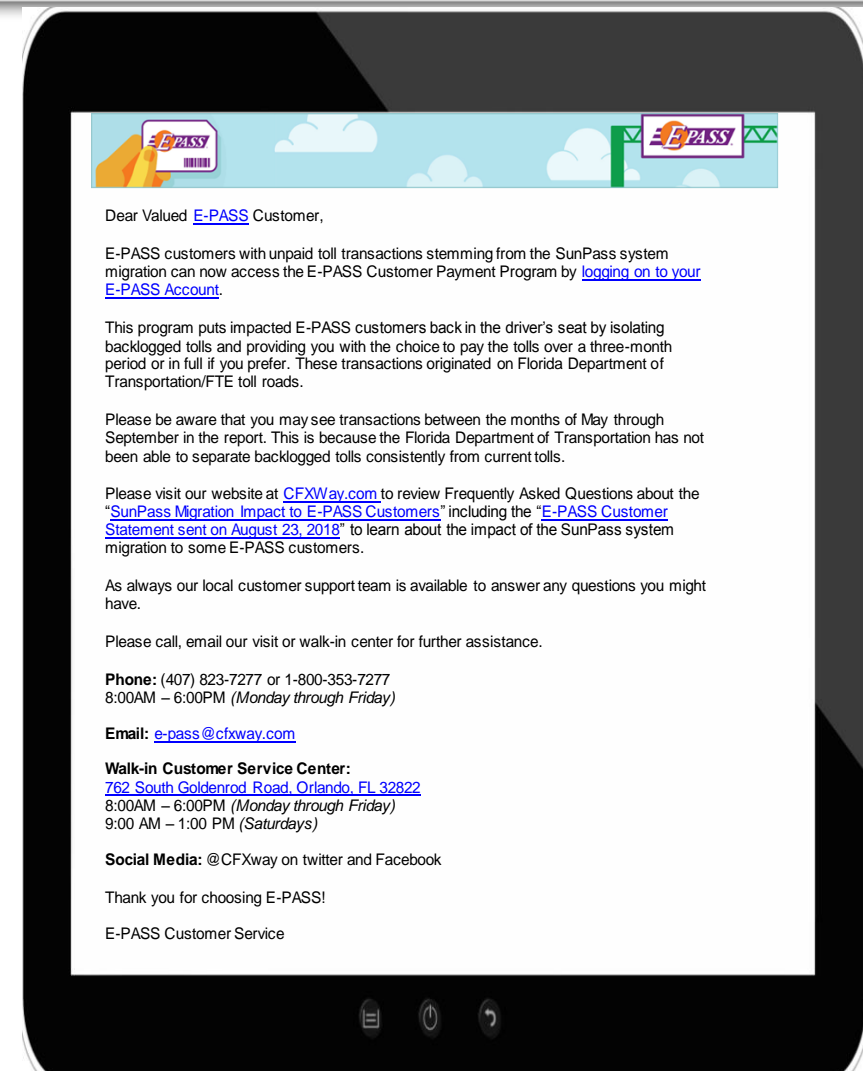 E PASS
E PASS
Dear Valued E-PASS Customer,
E-PASS customers with unpaid toll transactions stemming from the SunPass system
migration can now access the E-PASS Customer Payment Program by logging on to your
E-PASS Account.
This program puts impacted E-PASS customers back in the driver’s seat by isolating
backlogged tolls and providing you with the choice to pay the tolls over a three-month
period or in full if you prefer. These transactions originated on Florida Department of
Transportation/FTE toll roads.
Please be aware that you may see transactions between the months of May through
September in the report. This is because the Florida Department of Transportation has not
been able to separate backlogged tolls consistently from current tolls.
Please visit our website at CFXWay.com to review Frequently Asked Questions about the
“SunPass Migration Impact to E-PASS Customers” including the “E-PASS Customer
Statement sent on August 23, 2018” to learn about the impact of the SunPass system
migration to some E-PASS customers.
As always our local customer support team is available to answer any questions you might
have.
Please call, email our visit or walk-in center for further assistance.
Phone: (407) 823-7277 or 1-800-353-7277
8:00AM – 6:00PM (Monday through Friday)
Email: e-pass@cfxway.com
Walk-in Customer Service Center:
762 South Goldenrod Road, Orlando, FL 32822
8:00AM – 6:00PM (Monday through Friday)
9:00 AM – 1:00 PM (Saturdays)
Social Media: @CFXway on twitter and Facebook
Thank you for choosing E-PASS!
E-PASS Customer Service